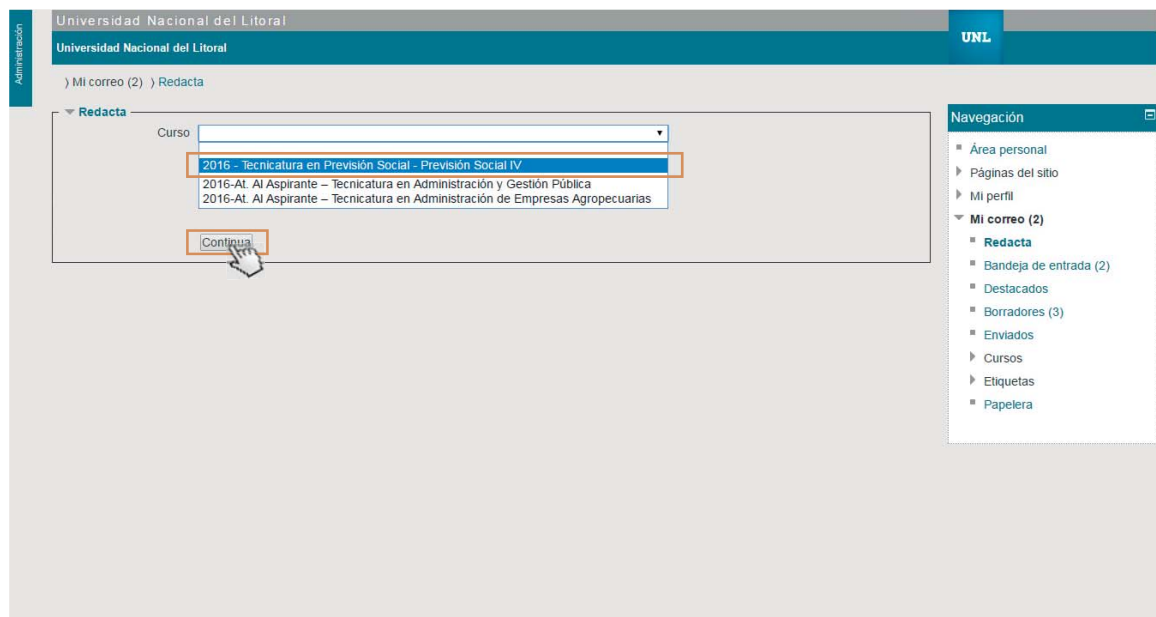 Administración
Universidad Nacional del Litoral
Universidad Nacional del Litoral
UNL
⟩ Mi correo (2) ⟩ Redacta
Redacta
Curso
2016 - Tecnicatura en Previsión Social - Previsión Social IV
2016-At. Al Aspirante – Tecnicatura en Administración y Gestión Pública
2016-At. Al Aspirante – Tecnicatura en Administración de Empresas Agropecuarias
Continua
Navegación
Área personal
Páginas del sitio
Mi perfil
Mi correo (2)
Redacta
Bandeja de entrada (2)
Destacados
Borradores (3)
Enviados
Cursos
Etiquetas
Papelera